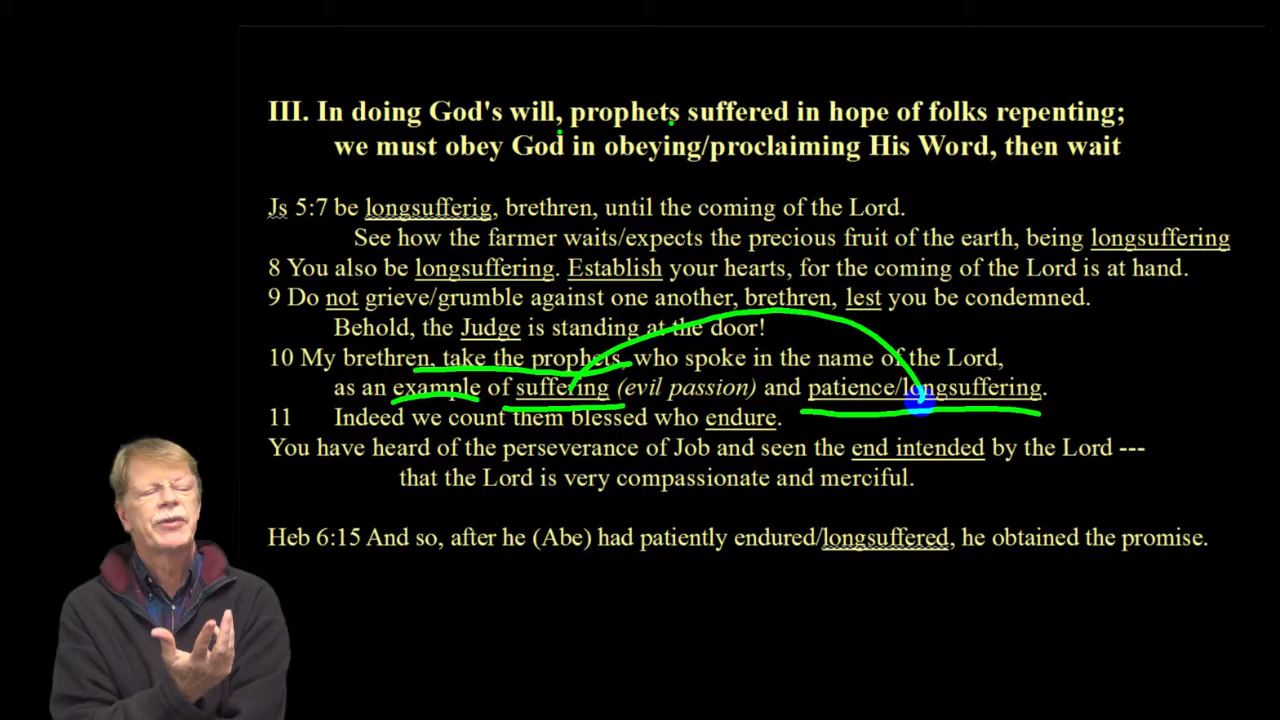 III. In doing God's will, prophets suffered in hope of folks repenting;
we must obey God in obeying/proclaiming His Word, then wait
Js 5:7 be longsufferig, brethren, until the coming of the Lord.
See how the farmer waits/expects the precious fruit of the earth, being longsuffering
8 You also be longsuffering. Establish your hearts, for the coming of the Lord is at hand.
9 Do not grieve/grumble against one another, brethren, lest you be condemned.
Behold, the Judge is standing at the door!
10 My brethren, take the prophets, who spoke in the name of the Lord,
as an example of suffering (evil passion) and patience/longsuffering.
11 Indeed we count them blessed who endure.
You have heard of the perseverance of Job and seen the end intended by the Lord ---
that the Lord is very compassionate and merciful.
Heb 6:15 And so, after he (Abe) had patiently endured/longsuffered, he obtained the promise.